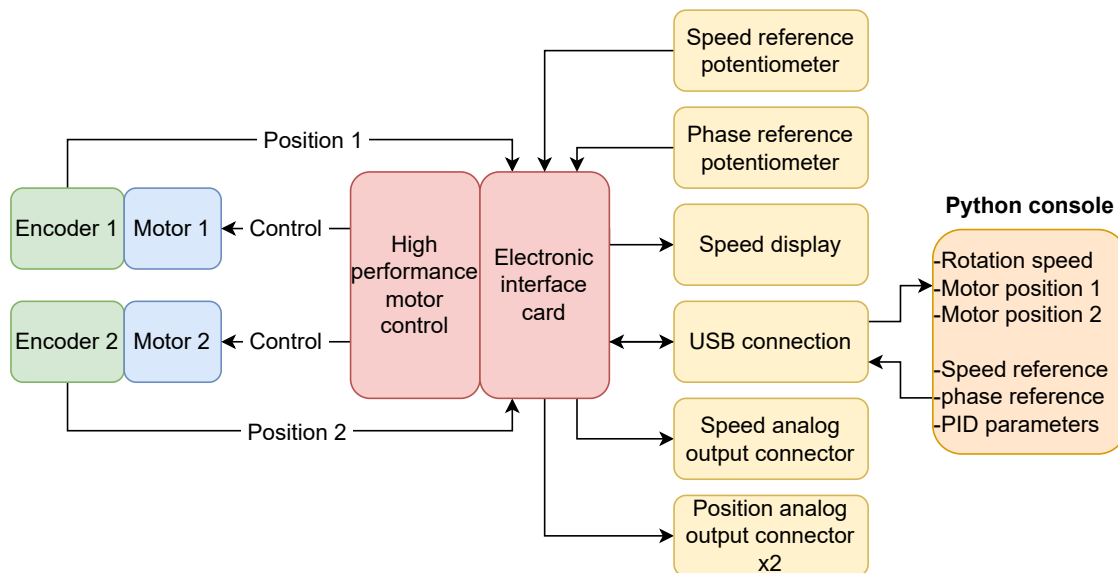 Speed reference
potentiometer
Position 1
Phase reference
potentiometer
Python console
Encoder 1
Motor 1
Control
High
performance
motor
control
Electronic
interface
card
Speed display
-Rotation speed
-Motor position 1
-Motor position 2
Encoder 2
Motor 2
Control
USB connection
-Speed reference
-phase reference
-PID parameters
Position 2
Speed analog
output connector
Position analog
output connector
x2